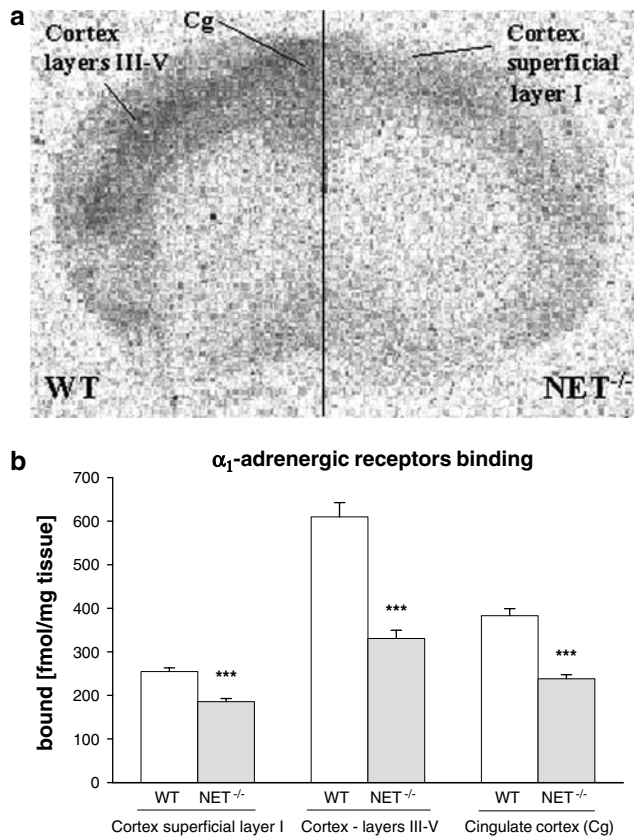 a
Cg
Cortex
layers III-V
Cortex
superficial
layer I
WT
NET-/-
b
α1-adrenergic receptors binding
bound [fmol/mg tissue]
700
600
500
400
300
200
100
0
***
***
***
WT NET -/- WT NET -/- WT NET -/-
Cortex superficial layer I Cortex - layers III-V Cingulate cortex (Cg)